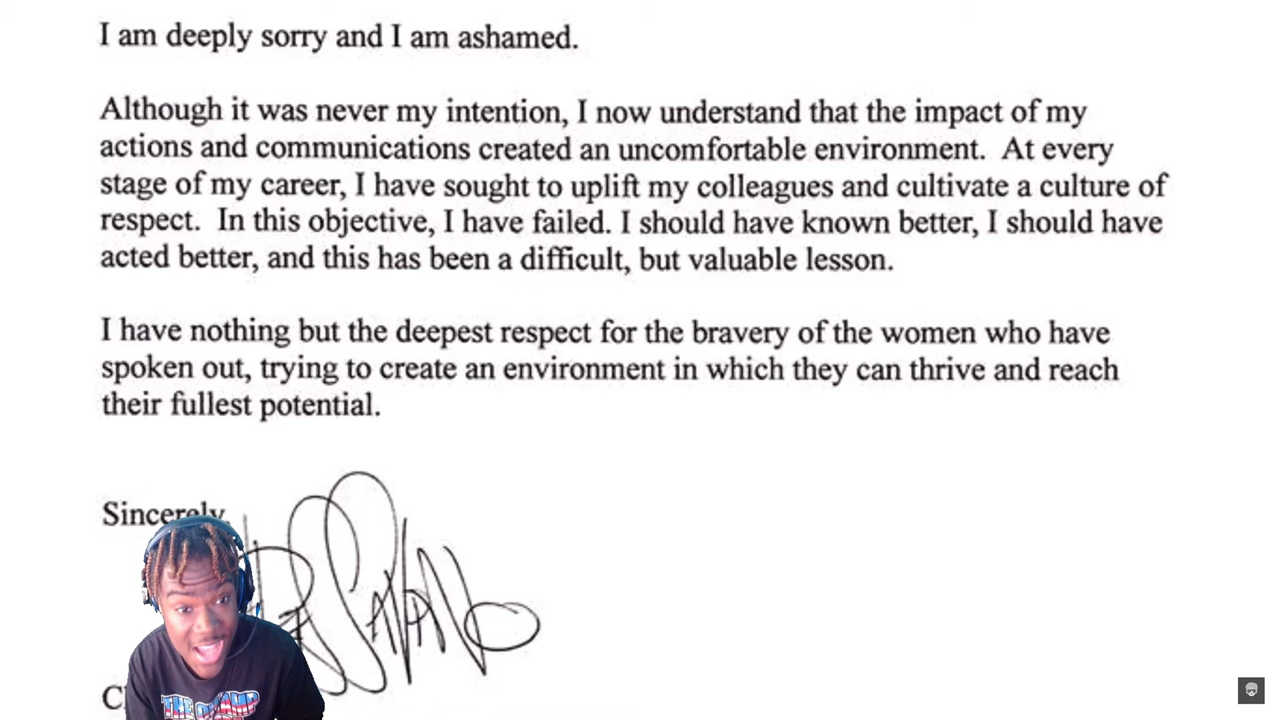 I am deeply sorry and I am ashamed.
Although it was never my intention, I now understand that the impact of my
actions and communications created an uncomfortable environment. At every
stage of my career, I have sought to uplift my colleagues and cultivate a culture of
respect. In this objective, I have failed. I should have known better, I should have
acted better, and this has been a difficult, but valuable lesson.
I have nothing but the deepest respect for the bravery of the women who have
spoken out, trying to create an environment in which they can thrive and reach
their fullest potential.
Sincerely,
THE